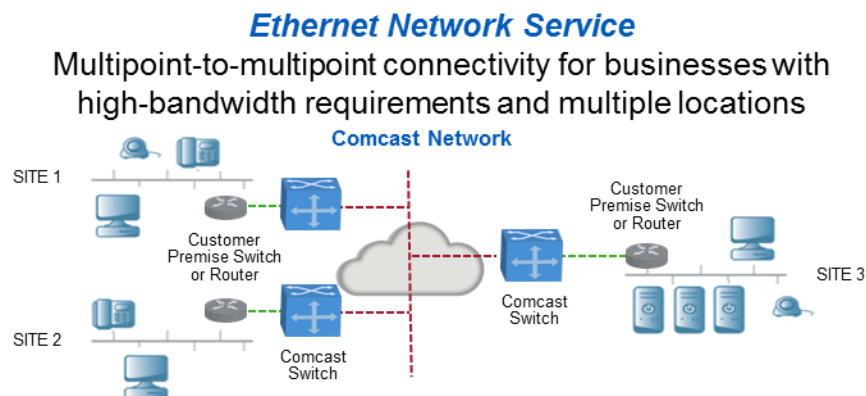 Ethernet Network Service
Multipoint-to-multipoint connectivity for businesses with
high-bandwidth requirements and multiple locations
Comcast Network
SITE 1
Customer
Premise Switch
or Router
Customer
Premise Switch
or Router
SITE 3
Comcast
Switch
SITE 2
Comcast
Switch